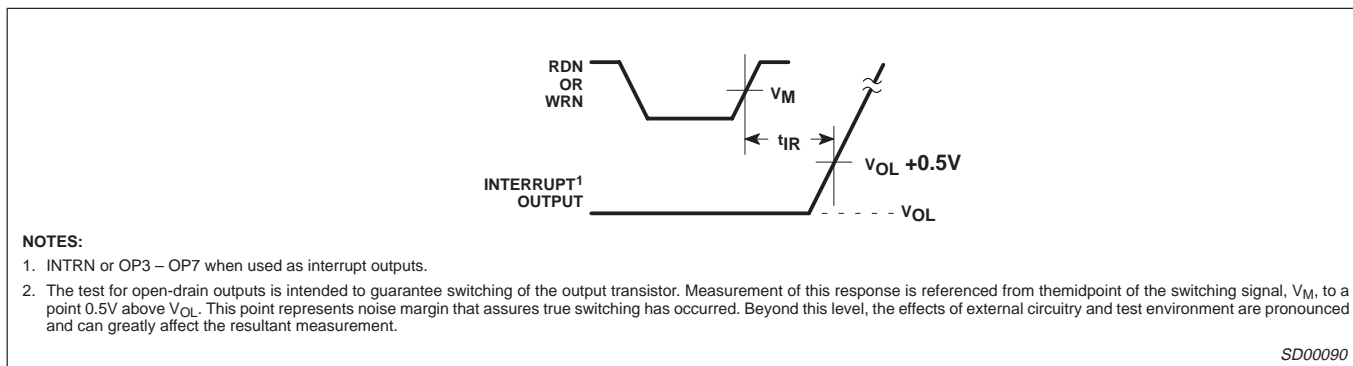 RDN
OR
WRN
VM
tIR
VOL +0.5V
INTERRUPT1
OUTPUT
VOL
NOTES:
1. INTRN or OP3 – OP7 when used as interrupt outputs.
2. The test for open-drain outputs is intended to guarantee switching of the output transistor. Measurement of this response is referenced from themidpoint of the switching signal, VM, to a
point 0.5V above VOL. This point represents noise margin that assures true switching has occurred. Beyond this level, the effects of external circuitry and test environment are pronounced
and can greatly affect the resultant measurement.
SD00090